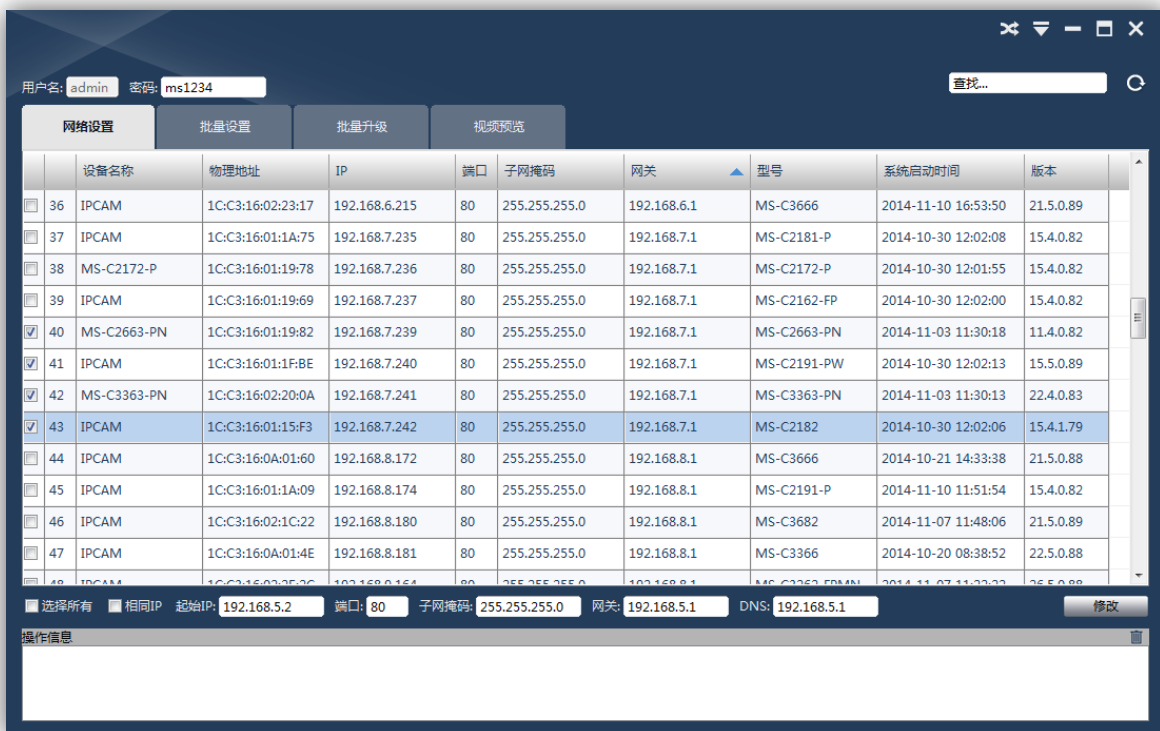 用户名: admin 密码: ms1234 查找...
网络设置 批量设置 批量升级 视频预览
设备名称 物理地址 IP 端口 子网掩码 网关 型号 系统启动时间 版本
36 IPCAM 1C:C3:16:02:23:17 192.168.6.215 80 255.255.255.0 192.168.6.1 MS-C3666 2014-11-10 16:53:50 21.5.0.89
37 IPCAM 1C:C3:16:01:1A:75 192.168.7.235 80 255.255.255.0 192.168.7.1 MS-C2181-P 2014-10-30 12:02:08 15.4.0.82
38 MS-C2172-P 1C:C3:16:01:19:78 192.168.7.236 80 255.255.255.0 192.168.7.1 MS-C2172-P 2014-10-30 12:01:55 15.4.0.82
39 IPCAM 1C:C3:16:01:19:69 192.168.7.237 80 255.255.255.0 192.168.7.1 MS-C2162-FP 2014-10-30 12:02:00 15.4.0.82
40 MS-C2663-PN 1C:C3:16:01:19:82 192.168.7.239 80 255.255.255.0 192.168.7.1 MS-C2663-PN 2014-11-03 11:30:18 11.4.0.82
41 IPCAM 1C:C3:16:01:1F:BE 192.168.7.240 80 255.255.255.0 192.168.7.1 MS-C2191-PW 2014-10-30 12:02:13 15.5.0.89
42 MS-C3363-PN 1C:C3:16:02:20:0A 192.168.7.241 80 255.255.255.0 192.168.7.1 MS-C3363-PN 2014-11-03 11:30:13 22.4.0.83
43 IPCAM 1C:C3:16:01:15:F3 192.168.7.242 80 255.255.255.0 192.168.7.1 MS-C2182 2014-10-30 12:02:06 15.4.1.79
44 IPCAM 1C:C3:16:0A:01:60 192.168.8.172 80 255.255.255.0 192.168.8.1 MS-C3666 2014-10-21 14:33:38 21.5.0.88
45 IPCAM 1C:C3:16:01:1A:09 192.168.8.174 80 255.255.255.0 192.168.8.1 MS-C2191-P 2014-11-10 11:51:54 15.4.0.82
46 IPCAM 1C:C3:16:02:1C:22 192.168.8.180 80 255.255.255.0 192.168.8.1 MS-C3682 2014-11-07 11:48:06 21.5.0.89
47 IPCAM 1C:C3:16:0A:01:4E 192.168.8.181 80 255.255.255.0 192.168.8.1 MS-C3366 2014-10-20 08:38:52 22.5.0.88
48 IPCAM 80 255.255.255.0
选择所有 相同IP 起始IP: 192.168.5.2 端口: 80 子网掩码: 255.255.255.0 网关: 192.168.5.1 DNS: 192.168.5.1 修改
操作信息